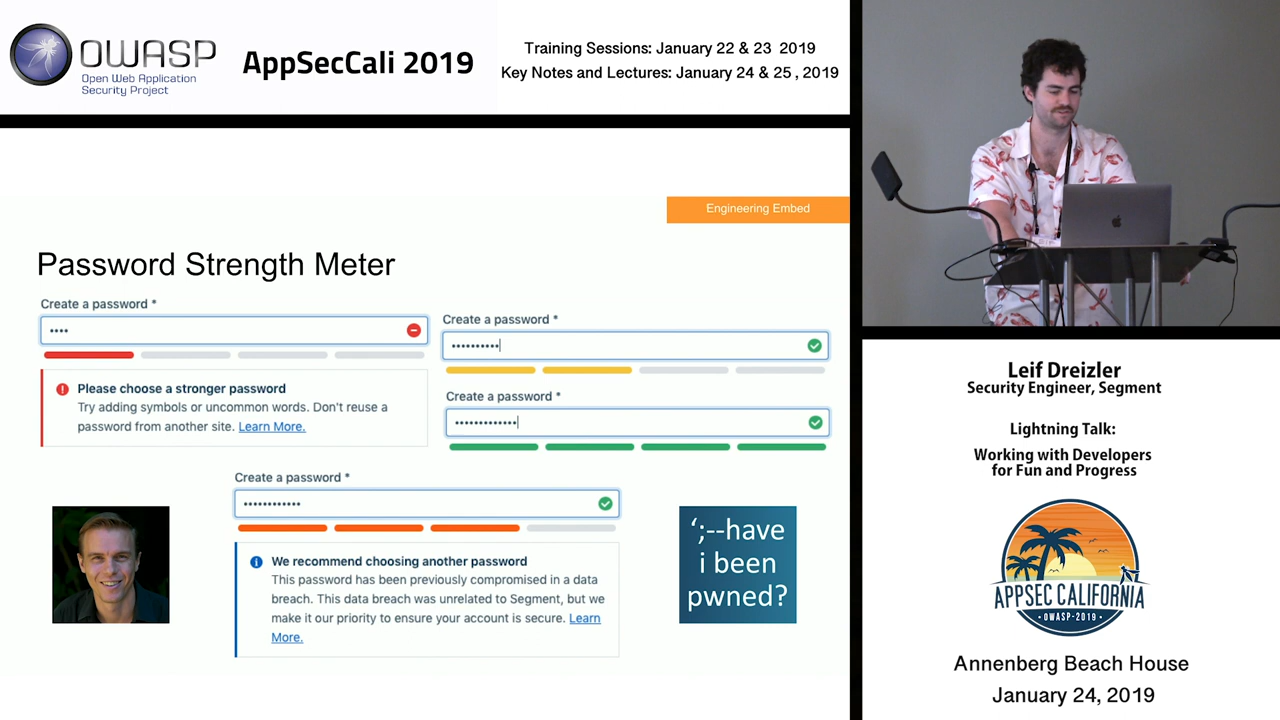 OWASP
Open Web Application
Security Project
AppSecCali 2019
Training Sessions: January 22 & 23 2019
Key Notes and Lectures: January 24 & 25 , 2019
Engineering Embed
Password Strength Meter
Create a password *
Please choose a stronger password
Try adding symbols or uncommon words. Don't reuse a
password from another site. Learn More.
Create a password *
Create a password *
Create a password *
We recommend choosing another password
This password has been previously compromised in a data
breach. This data breach was unrelated to Segment, but we
make it our priority to ensure your account is secure. Learn
More.
‘;--have
i been
pwned?
Leif Dreizler
Security Engineer, Segment
Lightning Talk:
Working with Developers
for Fun and Progress
APPSEC CALIFORNIA
OWASP-2019
Annenberg Beach House
January 24, 2019